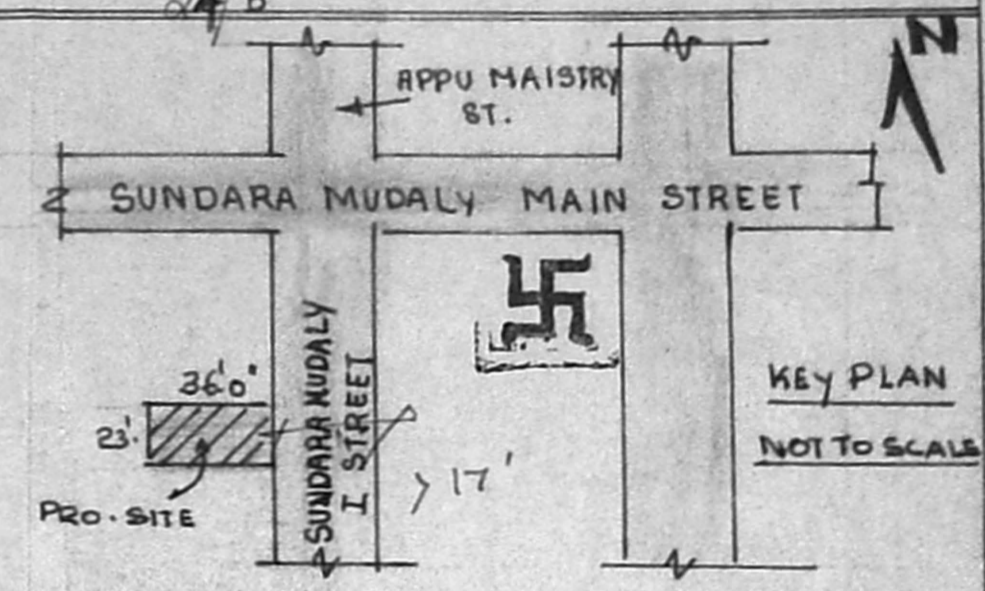 N
APPU MAISTRY
ST.
SUNDARA MUDALY MAIN STREET
SUNDARA MUDALY
I STREET
36'0"
23'
PRO. SITE
17'
KEY PLAN
NOT TO SCALE